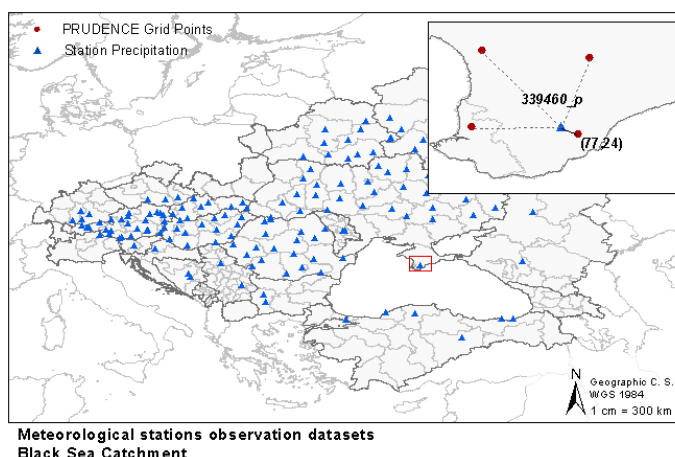 PRUDENCE Grid Points
Station Precipitation
339460_p
(77,24)
N
Geographic C. S.
WGS 1984
1 cm = 300 km
Meteorological stations observation datasets
Black Sea Catchment